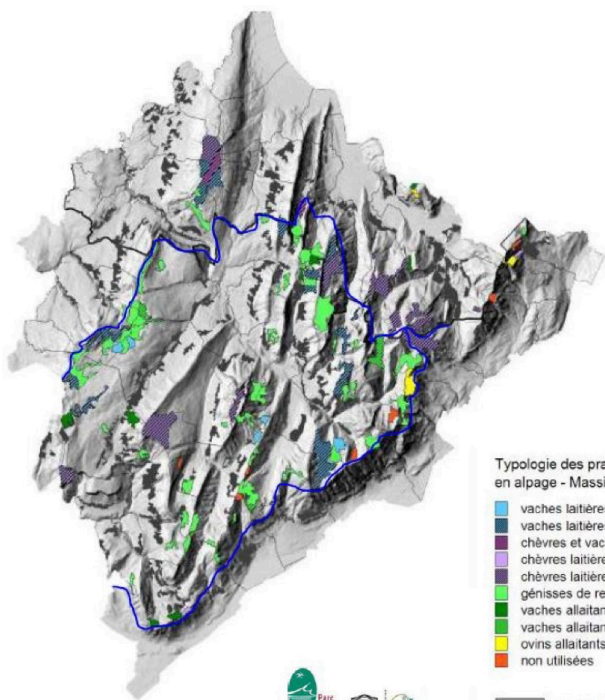 Typologie des pra
en alpage - Massi
vaches laitière
vaches laitière
chèvres et vac
chèvres laitière
chèvres laitière
génisses de re
vaches allaitan
vaches allaitan
ovins allaitants
non utilisées
Parc